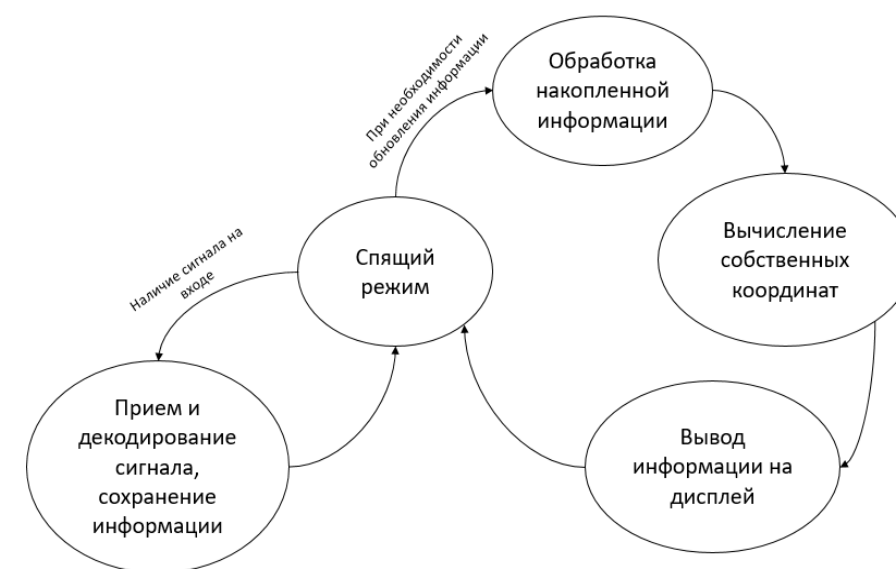 При необходимости
обновления информации
Обработка
накопленной
информации
Наличие сигнала на
входе
Спящий
режим
Вычисление
собственных
координат
Прием и
декодирование
сигнала,
сохранение
информации
Вывод
информации на
дисплей